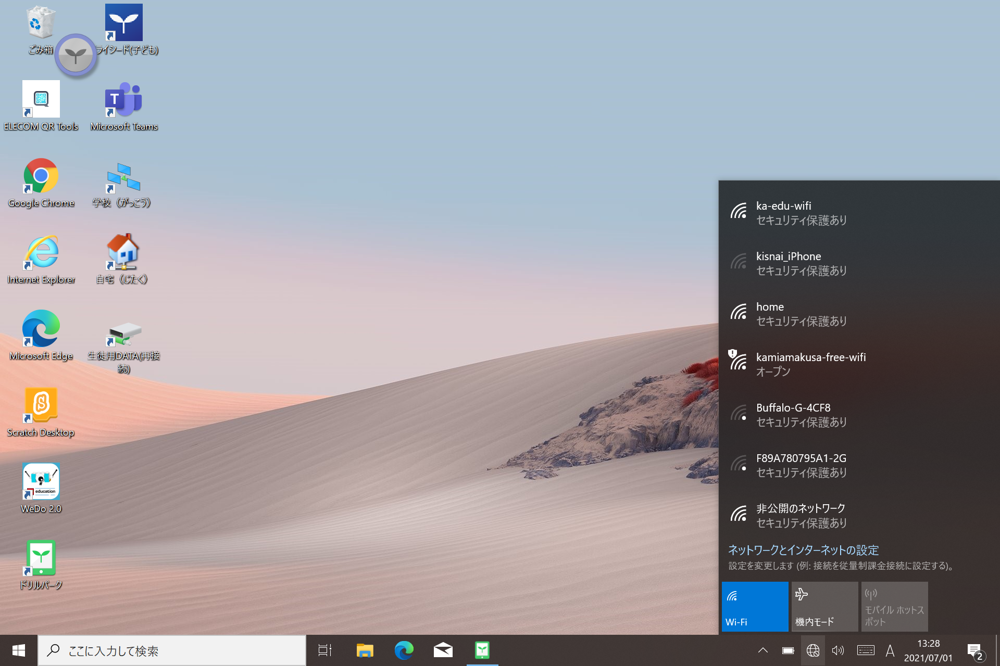 ごみ箱
ライシード(子ども)
ELECOM QR Tools
T
Microsoft Teams
Google Chrome
学校（がっこう）
Internet Explorer
自宅（じたく）
Microsoft Edge
生徒用DATA(再接
続)
S
Scratch Desktop
education
WeDo 2.0
ドリルパーク
ka-edu-wifi
セキュリティ保護あり
kisnai_iPhone
セキュリティ保護あり
home
セキュリティ保護あり
kamiamakusa-free-wifi
オープン
Buffalo-G-4CF8
セキュリティ保護あり
F89A780795A1-2G
セキュリティ保護あり
非公開のネットワーク
セキュリティ保護あり
ネットワークとインターネットの設定
設定を変更します (例: 接続を従量制課金接続に設定する)。
Wi-Fi
機内モード
モバイル ホットス
ポット
ここに入力して検索
A
13:28
2021/07/01
2